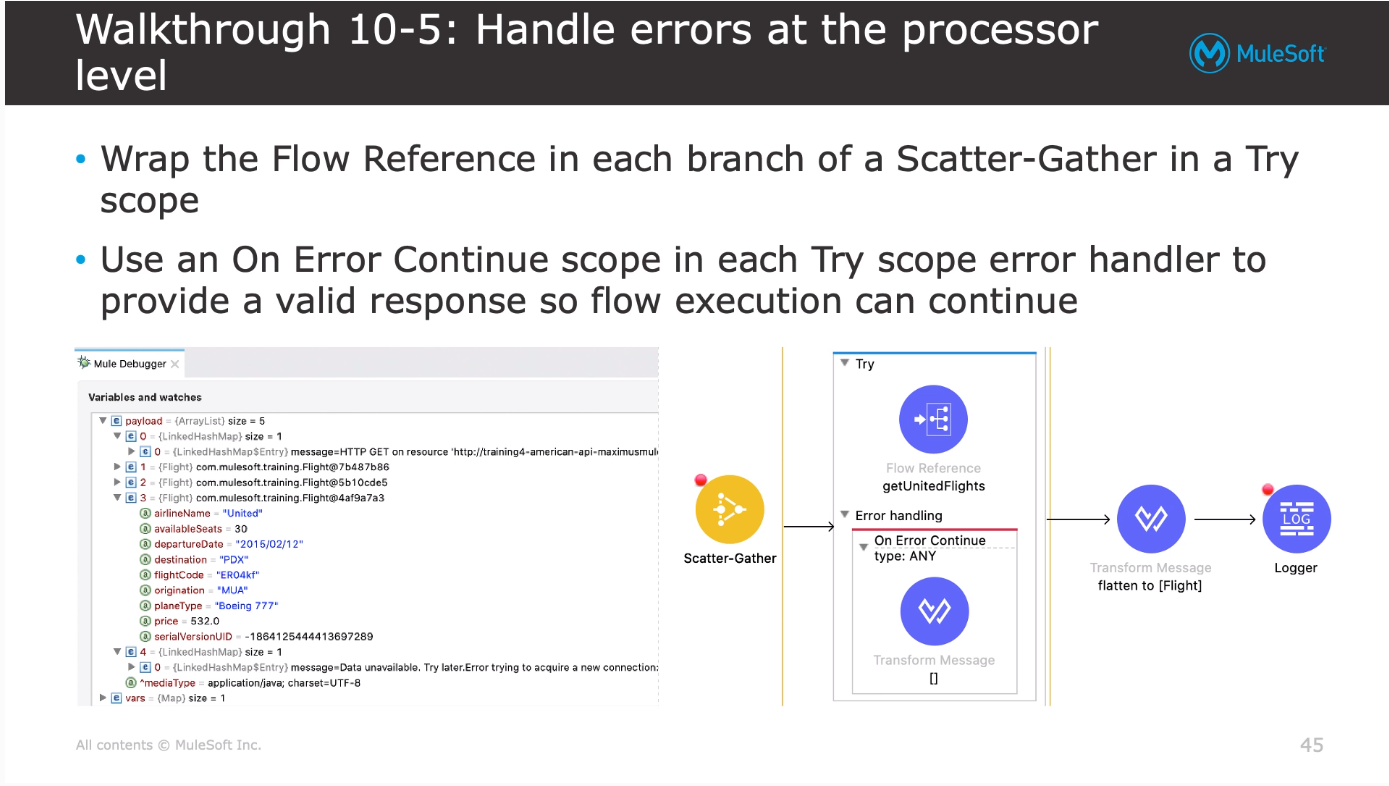 Walkthrough 10-5: Handle errors at the processor
level
MuleSoft
• Wrap the Flow Reference in each branch of a Scatter-Gather in a Try
scope
• Use an On Error Continue scope in each Try scope error handler to
provide a valid response so flow execution can continue
Mule Debugger
Variables and watches
payload = {ArrayList} size = 5
0 = {LinkedHashMap} size = 1
0 = {LinkedHashMap$Entry} message=HTTP GET on resource 'http://training4-american-api-maximusmule
1 = {Flight} com.mulesoft.training.Flight@7b487b86
2 = {Flight} com.mulesoft.training.Flight@5b10cde5
3 = {Flight} com.mulesoft.training.Flight@4af9a7a3
airlineName = "United"
availableSeats = 30
departureDate = "2015/02/12"
destination = "PDX"
flightCode = "ER04kf"
origination = "MUA"
planeType = "Boeing 777"
price = 532.0
serialVersionUID = -1864125444413697289
4 = {LinkedHashMap} size = 1
0 = {LinkedHashMap$Entry} message=Data unavailable. Try later.Error trying to acquire a new connection:
^mediaType = application/java; charset=UTF-8
vars = {Map} size = 1
Scatter-Gather
Try
Flow Reference
getUnitedFlights
Error handling
On Error Continue
type: ANY
Transform Message
[]
Transform Message
flatten to [Flight]
LOG
Logger
All contents © MuleSoft Inc.
45